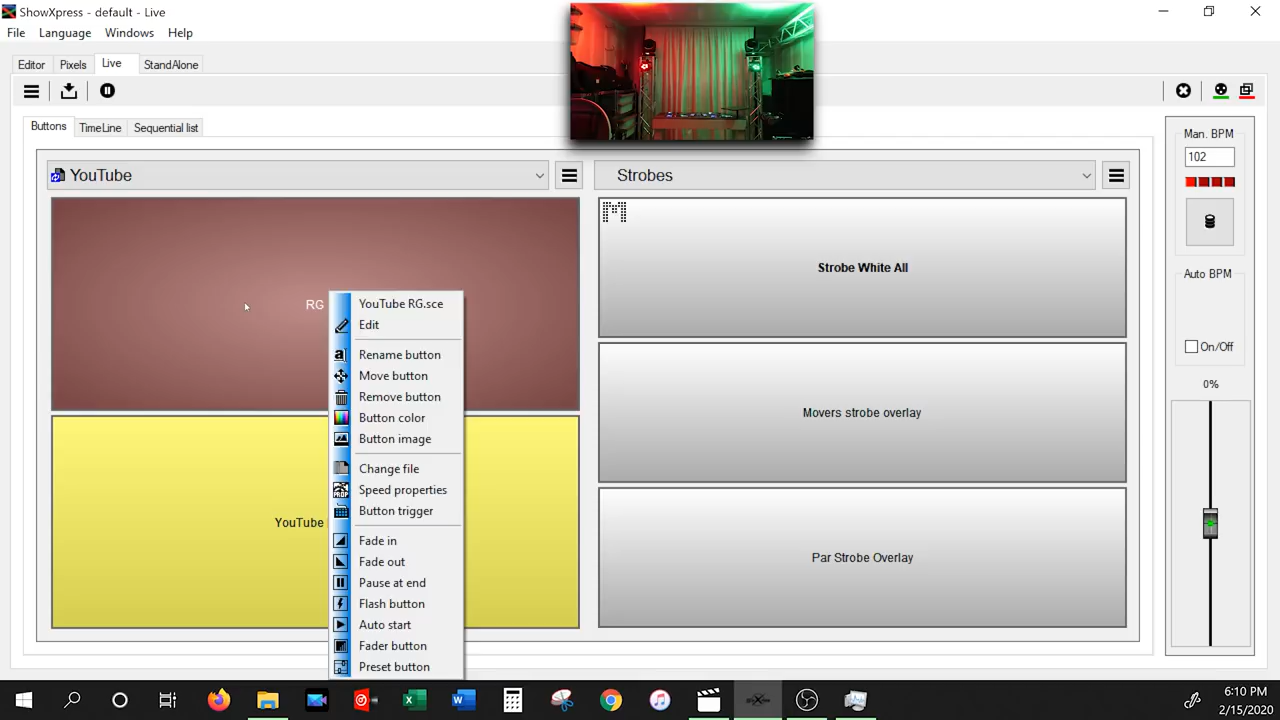 ShowXpress - default - Live
File Language Windows Help
Editor Pixels Live StandAlone
Buttons TimeLine Sequential list
YouTube
Strobes
RG
YouTube
YouTube RG.sce
Edit
Rename button
Move button
Remove button
Button color
Button image
Change file
Speed properties
Button trigger
Fade in
Fade out
Pause at end
Flash button
Auto start
Fader button
Preset button
M
Strobe White All
Movers strobe overlay
Par Strobe Overlay
Man. BPM
102
Auto BPM
On/Off
0%
6:10 PM
2/15/2020